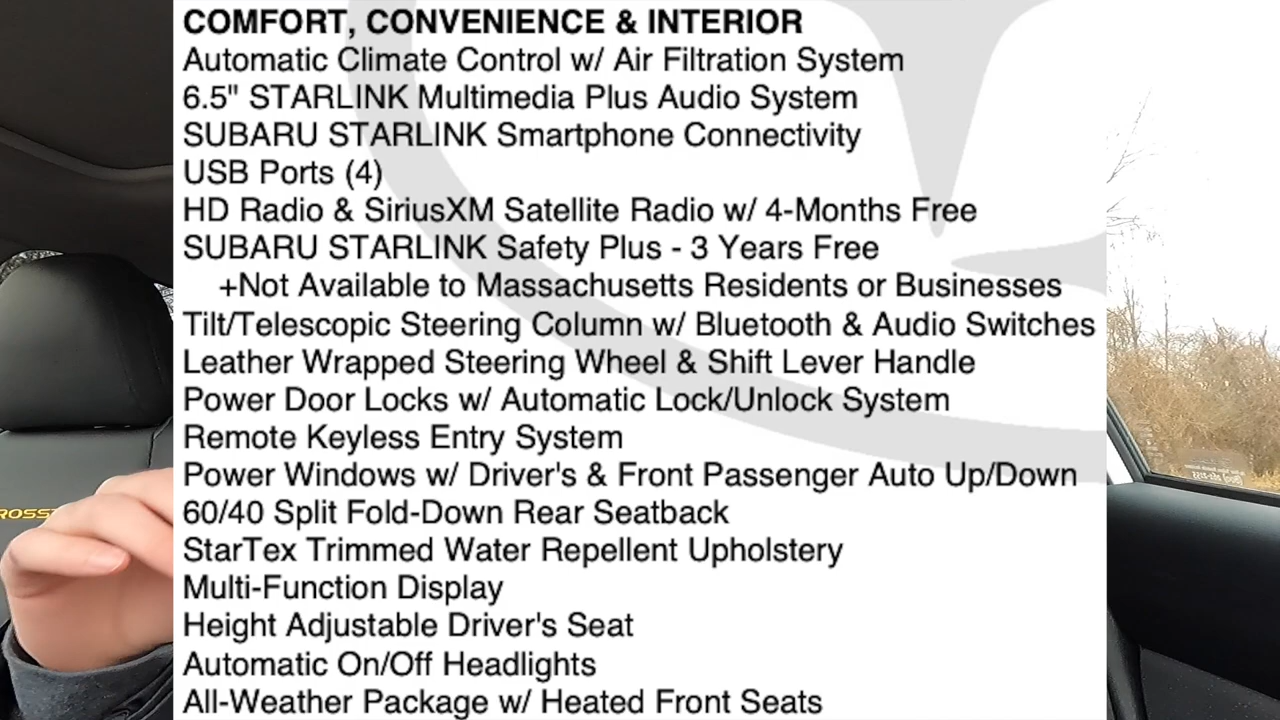 COMFORT, CONVENIENCE & INTERIOR
Automatic Climate Control w/ Air Filtration System
6.5" STARLINK Multimedia Plus Audio System
SUBARU STARLINK Smartphone Connectivity
USB Ports (4)
HD Radio & SiriusXM Satellite Radio w/ 4-Months Free
SUBARU STARLINK Safety Plus - 3 Years Free
+Not Available to Massachusetts Residents or Businesses
Tilt/Telescopic Steering Column w/ Bluetooth & Audio Switches
Leather Wrapped Steering Wheel & Shift Lever Handle
Power Door Locks w/ Automatic Lock/Unlock System
Remote Keyless Entry System
Power Windows w/ Driver's & Front Passenger Auto Up/Down
60/40 Split Fold-Down Rear Seatback
StarTex Trimmed Water Repellent Upholstery
Multi-Function Display
Height Adjustable Driver's Seat
Automatic On/Off Headlights
All-Weather Package w/ Heated Front Seats